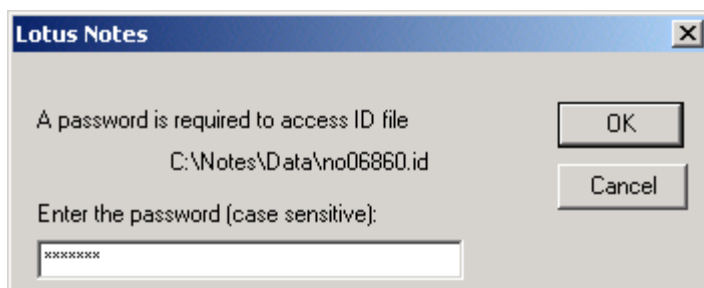 Lotus Notes
A password is required to access ID file
C:\Notes\Data\no06860.id
Enter the password (case sensitive):
*******
OK
Cancel